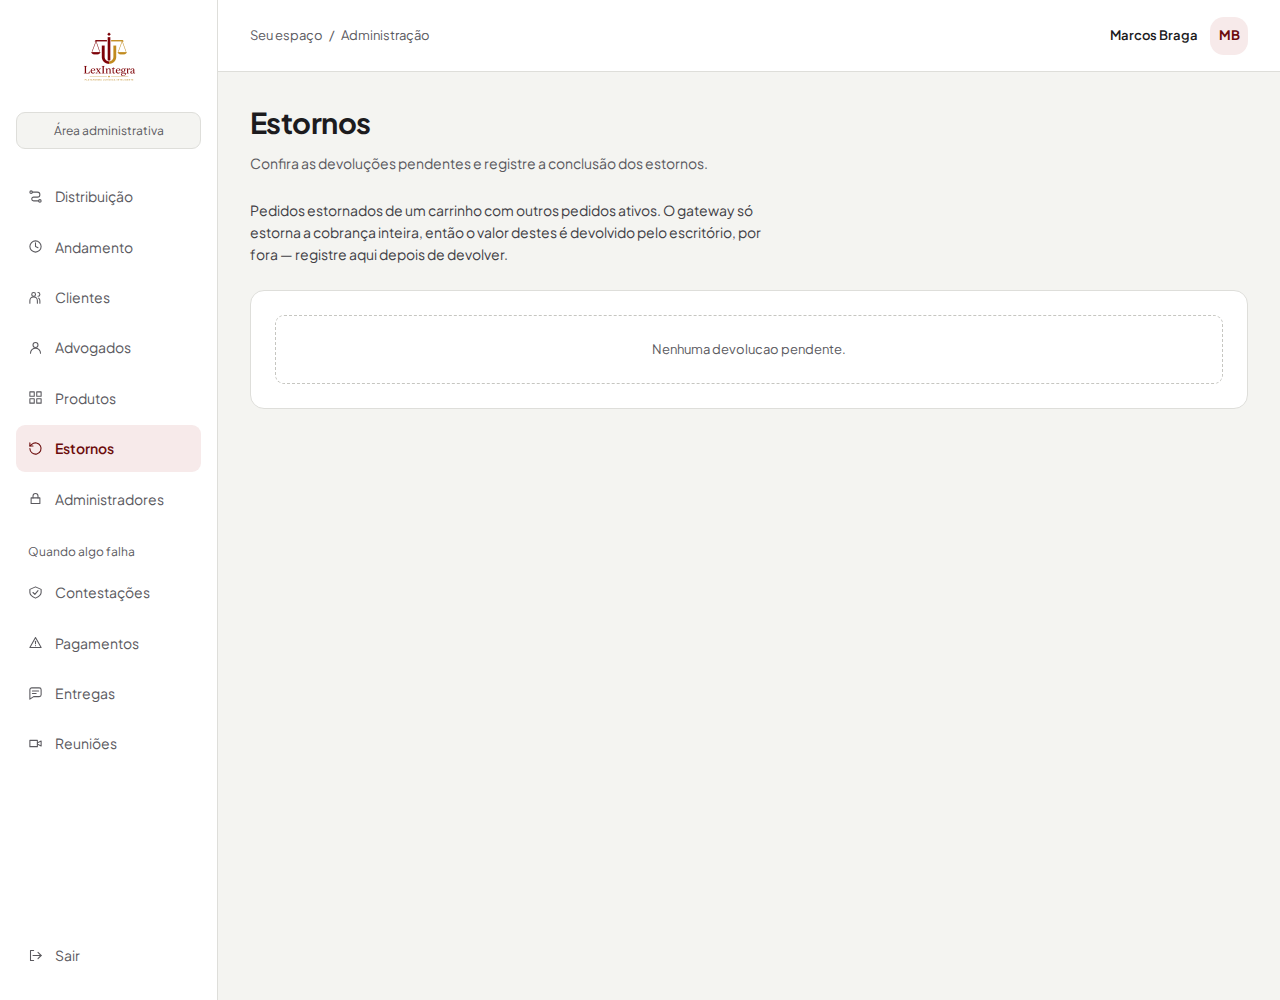 LexIntegra
Área administrativa
Distribuição
Andamento
Clientes
Advogados
Produtos
Estornos
Administradores
Quando algo falha
Contestações
Pagamentos
Entregas
Reuniões
Sair
Seu espaço / Administração
Marcos Braga MB
Estornos
Confira as devoluções pendentes e registre a conclusão dos estornos.
Pedidos estornados de um carrinho com outros pedidos ativos. O gateway só
estorna a cobrança inteira, então o valor destes é devolvido pelo escritório, por
fora — registre aqui depois de devolver.
Nenhuma devolucao pendente.